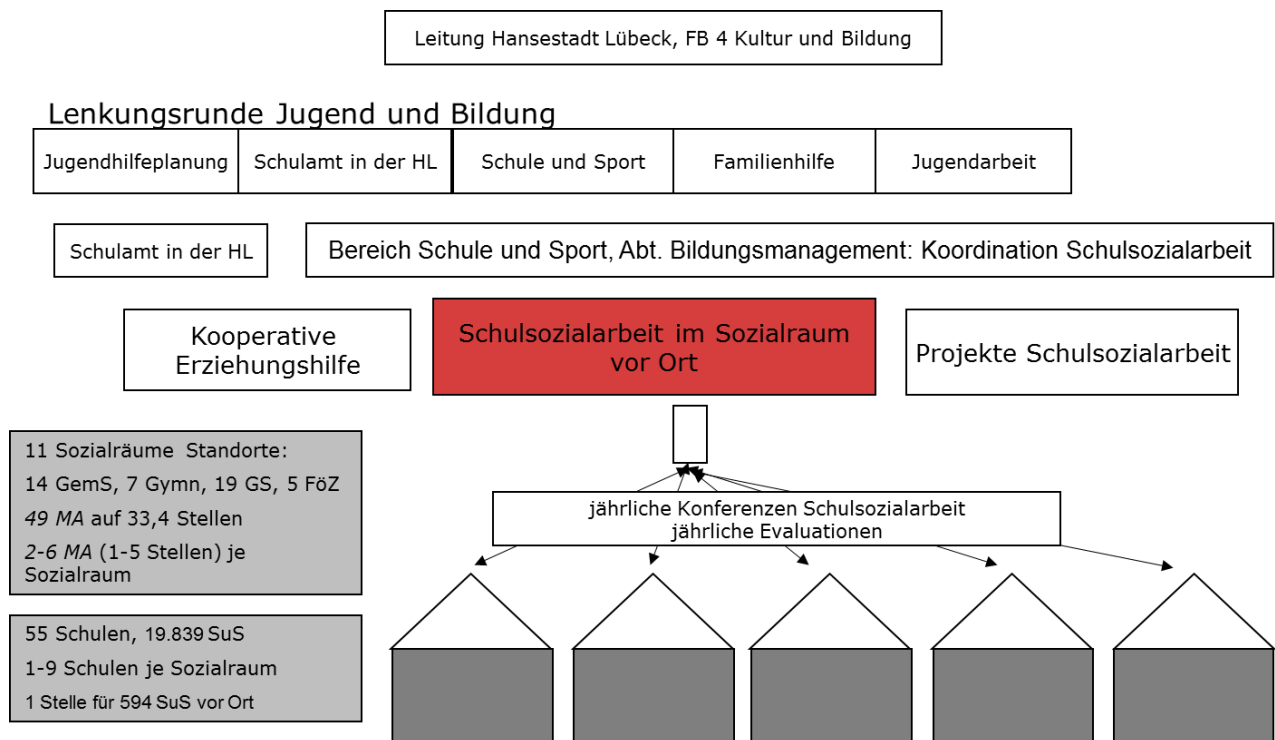 Leitung Hansestadt Lübeck, FB 4 Kultur und Bildung
Lenkungsrunde Jugend und Bildung
Jugendhilfeplanung
Schulamt in der HL
Schule und Sport
Familienhilfe
Jugendarbeit
Schulamt in der HL
Bereich Schule und Sport, Abt. Bildungsmanagement: Koordination Schulsozialarbeit
Kooperative
Erziehungshilfe
Schulsozialarbeit im Sozialraum
vor Ort
Projekte Schulsozialarbeit
11 Sozialräume Standorte:
14 GemS, 7 Gymn, 19 GS, 5 FöZ
49 MA auf 33,4 Stellen
2-6 MA (1-5 Stellen) je
Sozialraum
jährliche Konferenzen Schulsozialarbeit
jährliche Evaluationen
55 Schulen, 19.839 SuS
1-9 Schulen je Sozialraum
1 Stelle für 594 SuS vor Ort